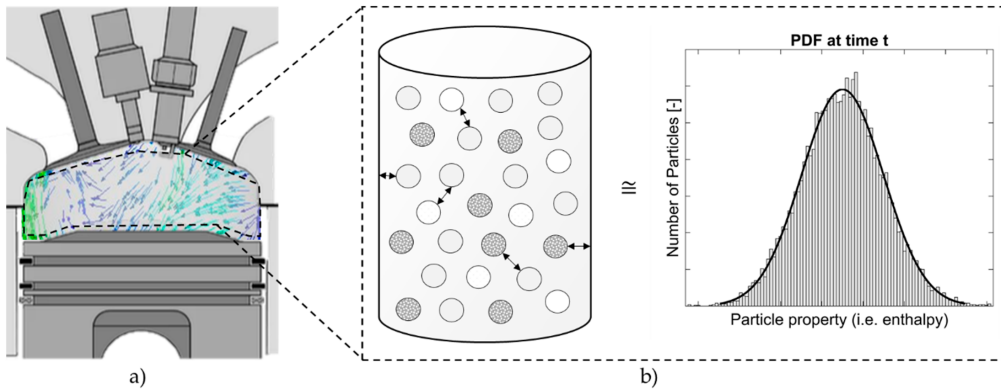 PDF at time t
Number of Particles [-]
≅
Particle property (i.e. enthalpy)
a)
b)